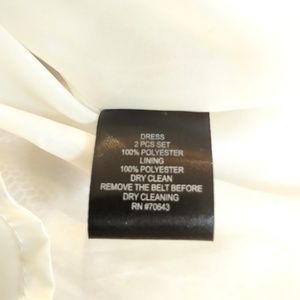 DRESS
2 PCS SET
100% POLYESTER
LINING
100% POLYESTER
DRY CLEAN
REMOVE THE BELT BEFORE
DRY CLEANING
RN #70643